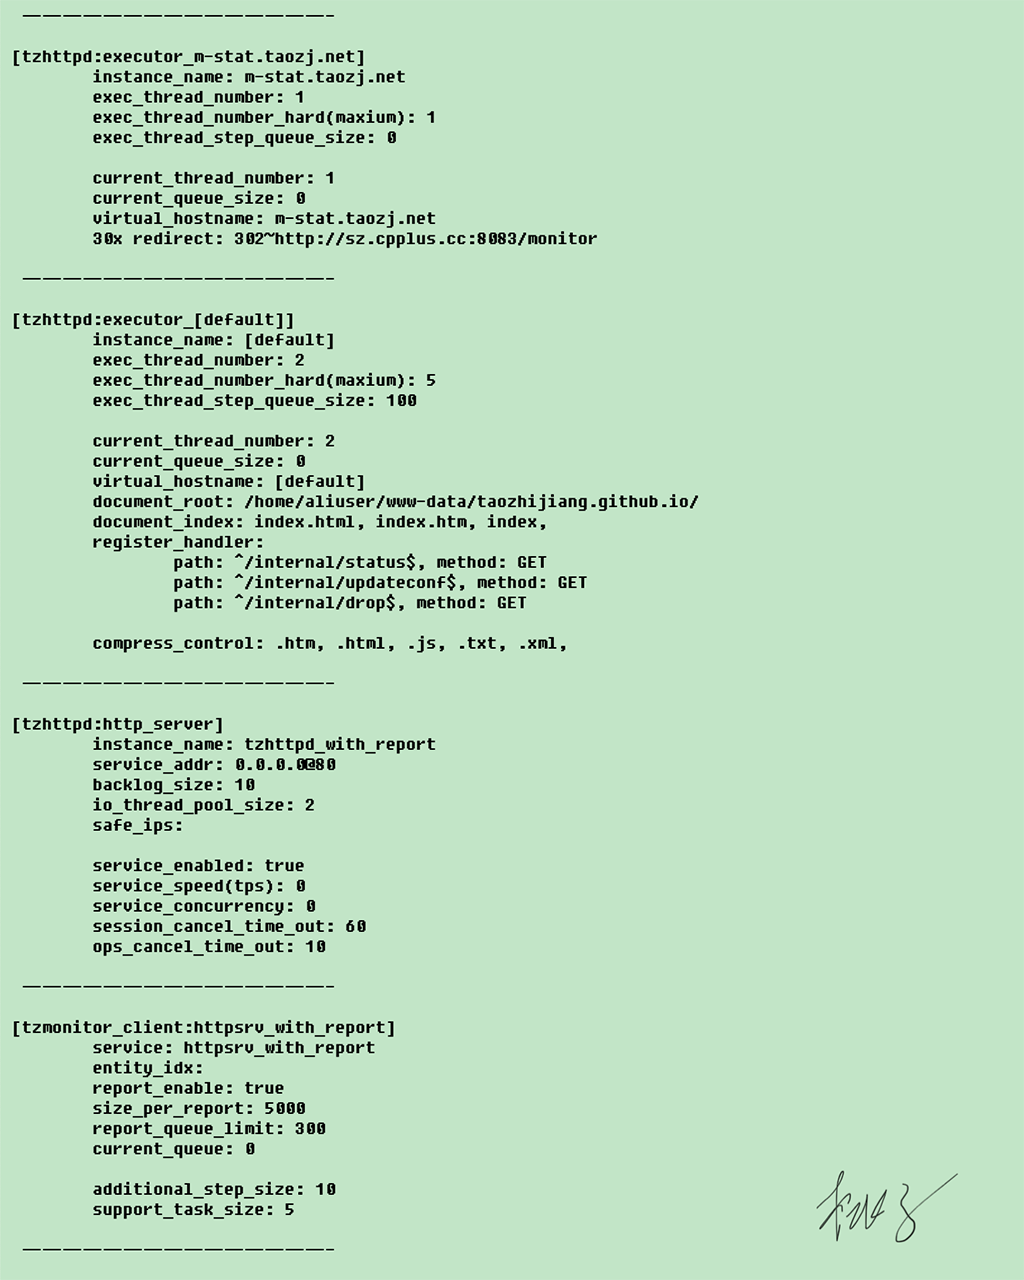 [tzhttpd:executor_m-stat.taozj.net]
instance_name: m-stat.taozj.net
exec_thread_number: 1
exec_thread_number_hard(maxium): 1
exec_thread_step_queue_size: 0
current_thread_number: 1
current_queue_size: 0
virtual_hostname: m-stat.taozj.net
30x redirect: 302~http://sz.cpplus.cc:8083/monitor
[tzhttpd:executor_[default]]
instance_name: [default]
exec_thread_number: 2
exec_thread_number_hard(maxium): 5
exec_thread_step_queue_size: 100
current_thread_number: 2
current_queue_size: 0
virtual_hostname: [default]
document_root: /home/aliuser/www-data/taozhijiang.github.io/
document_index: index.html, index.htm, index,
register_handler:
path: ^/internal/status$, method: GET
path: ^/internal/updateconf$, method: GET
path: ^/internal/drop$, method: GET
compress_control: .htm, .html, .js, .txt, .xml,
[tzhttpd:http_server]
instance_name: tzhttpd_with_report
service_addr: 0.0.0.0@80
backlog_size: 10
io_thread_pool_size: 2
safe_ips:
service_enabled: true
service_speed(tps): 0
service_concurrency: 0
session_cancel_time_out: 60
ops_cancel_time_out: 10
[tzmonitor_client:httpsrv_with_report]
service: httpsrv_with_report
entity_idx:
report_enable: true
size_per_report: 5000
report_queue_limit: 300
current_queue: 0
additional_step_size: 10
support_task_size: 5